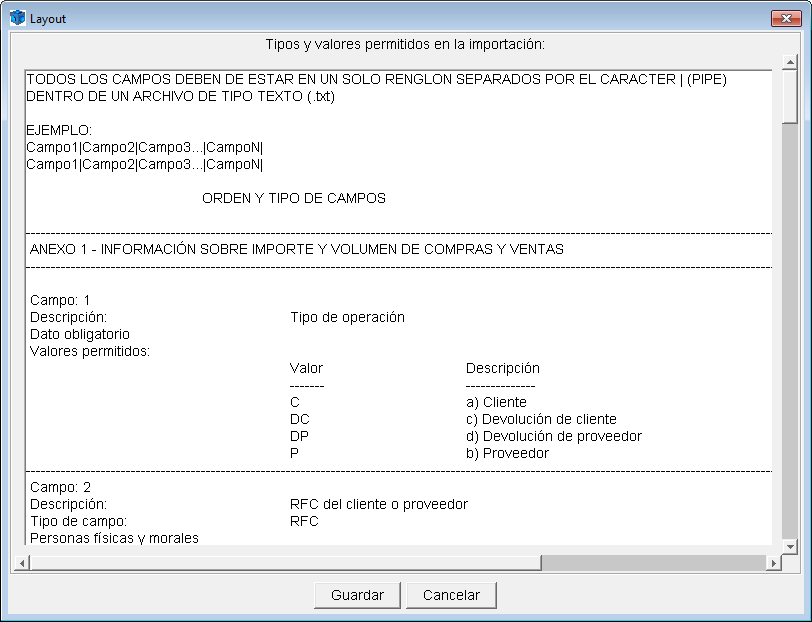 Layout
Tipos y valores permitidos en la importación:
TODOS LOS CAMPOS DEBEN DE ESTAR EN UN SOLO RENGLON SEPARADOS POR EL CARACTER | (PIPE)
DENTRO DE UN ARCHIVO DE TIPO TEXTO (.txt)
EJEMPLO:
Campo1|Campo2|Campo3...|CampoN|
Campo1|Campo2|Campo3...|CampoN|
ORDEN Y TIPO DE CAMPOS
ANEXO 1 - INFORMACIÓN SOBRE IMPORTE Y VOLUMEN DE COMPRAS Y VENTAS
Campo: 1
Descripción: Tipo de operación
Dato obligatorio
Valores permitidos:
Valor Descripción
------- --------------
C a) Cliente
DC c) Devolución de cliente
DP d) Devolución de proveedor
P b) Proveedor
Campo: 2
Descripción: RFC del cliente o proveedor
Tipo de campo: RFC
Personas físicas y morales
Guardar Cancelar